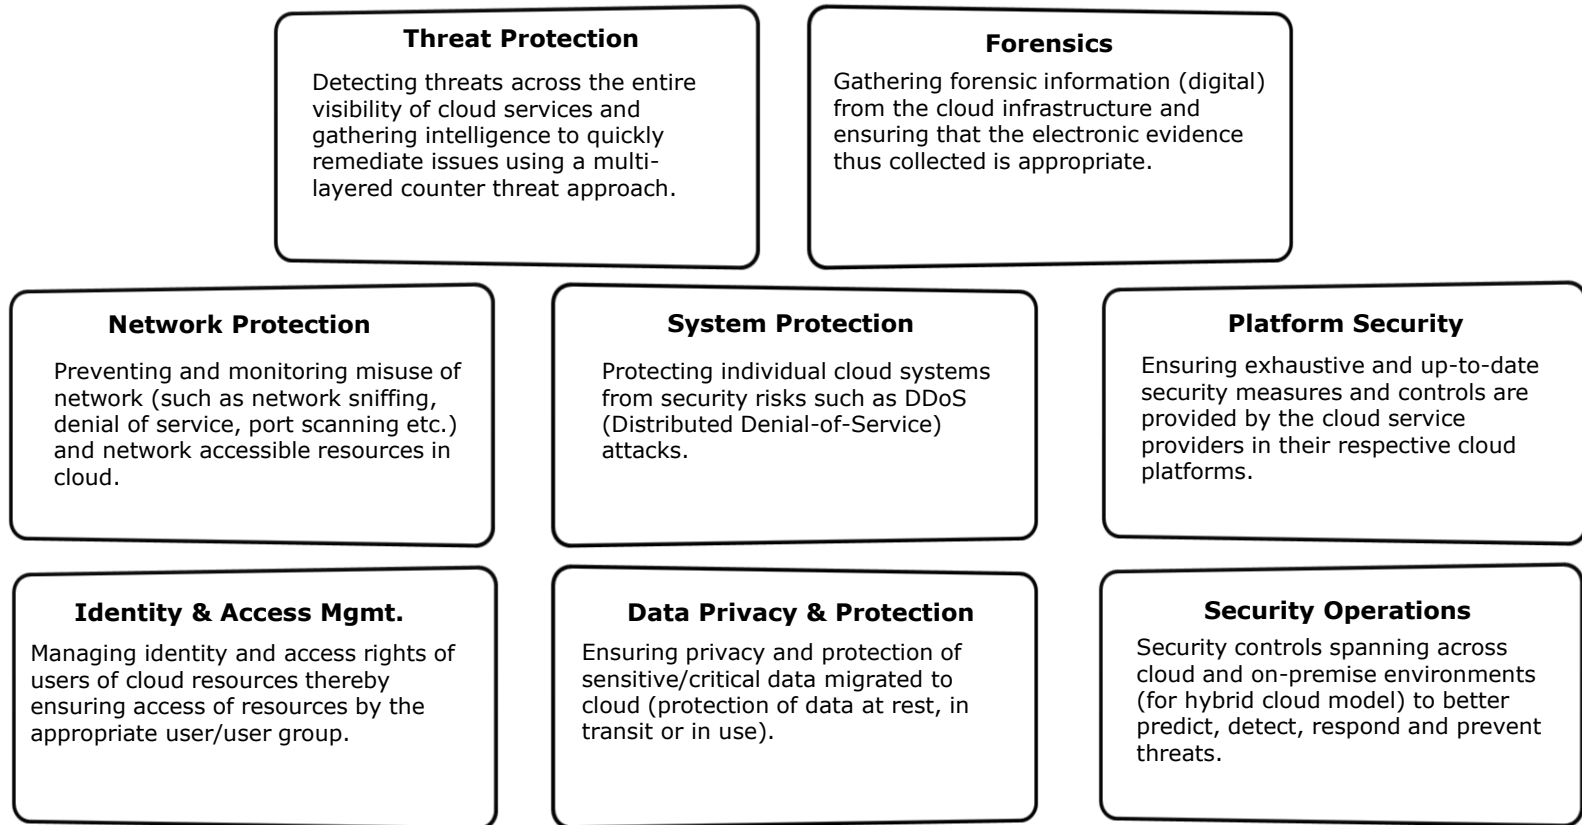 Threat Protection
Detecting threats across the entire
visibility of cloud services and
gathering intelligence to quickly
remediate issues using a multi-
layered counter threat approach.
Forensics
Gathering forensic information (digital)
from the cloud infrastructure and
ensuring that the electronic evidence
thus collected is appropriate.
Network Protection
Preventing and monitoring misuse of
network (such as network sniffing,
denial of service, port scanning etc.)
and network accessible resources in
cloud.
System Protection
Protecting individual cloud systems
from security risks such as DDoS
(Distributed Denial-of-Service)
attacks.
Platform Security
Ensuring exhaustive and up-to-date
security measures and controls are
provided by the cloud service
providers in their respective cloud
platforms.
Identity & Access Mgmt.
Managing identity and access rights of
users of cloud resources thereby
ensuring access of resources by the
appropriate user/user group.
Data Privacy & Protection
Ensuring privacy and protection of
sensitive/critical data migrated to
cloud (protection of data at rest, in
transit or in use).
Security Operations
Security controls spanning across
cloud and on-premise environments
(for hybrid cloud model) to better
predict, detect, respond and prevent
threats.